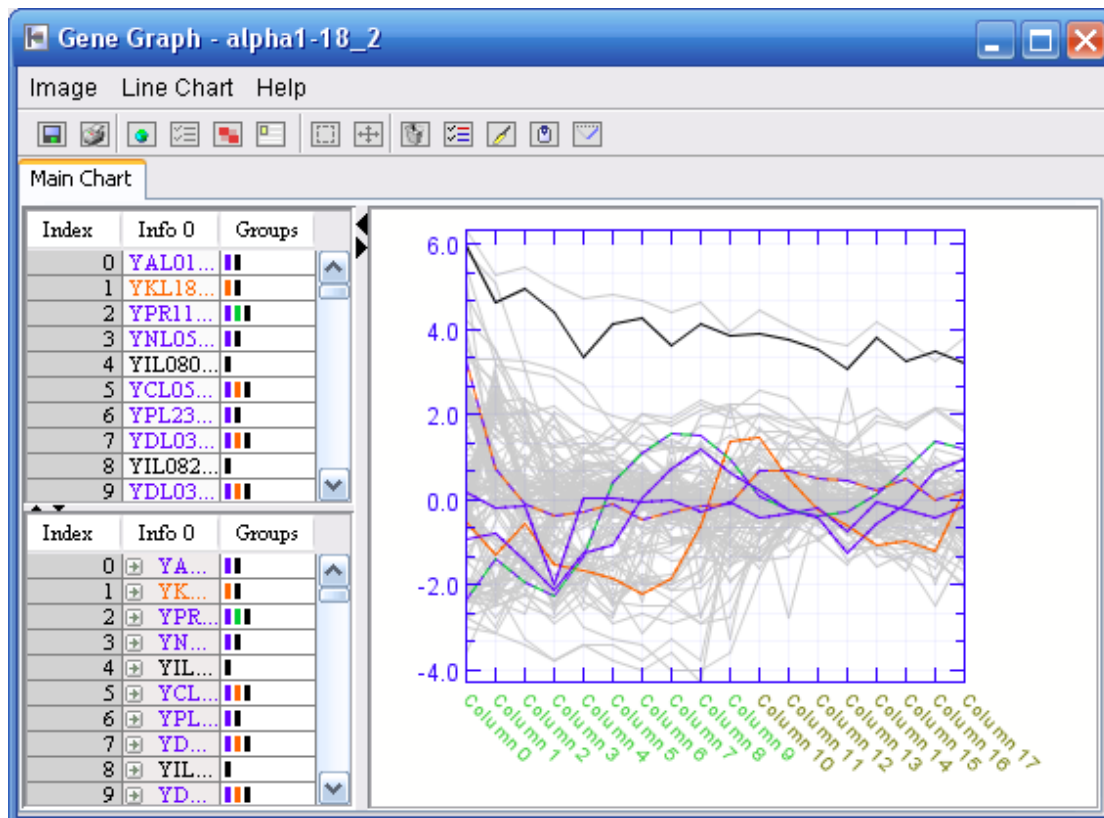 Gene Graph - alpha1-18_2
Image Line Chart Help
Main Chart
Index Info 0 Groups
0 YAL01...
1 YKL18...
2 YPR11...
3 YNL05...
4 YIL080...
5 YCL05...
6 YPL23...
7 YDL03...
8 YIL082...
9 YDL03...
Index Info 0 Groups
0 YA...
1 YK...
2 YPR...
3 YN...
4 YIL...
5 YCL...
6 YPL...
7 YD...
8 YIL...
9 YD...
6.0
4.0
2.0
0.0
-2.0
-4.0
Column 0
Column 1
Column 2
Column 3
Column 4
Column 5
Column 6
Column 7
Column 8
Column 9
Column 10
Column 11
Column 12
Column 13
Column 14
Column 15
Column 16
Column 17